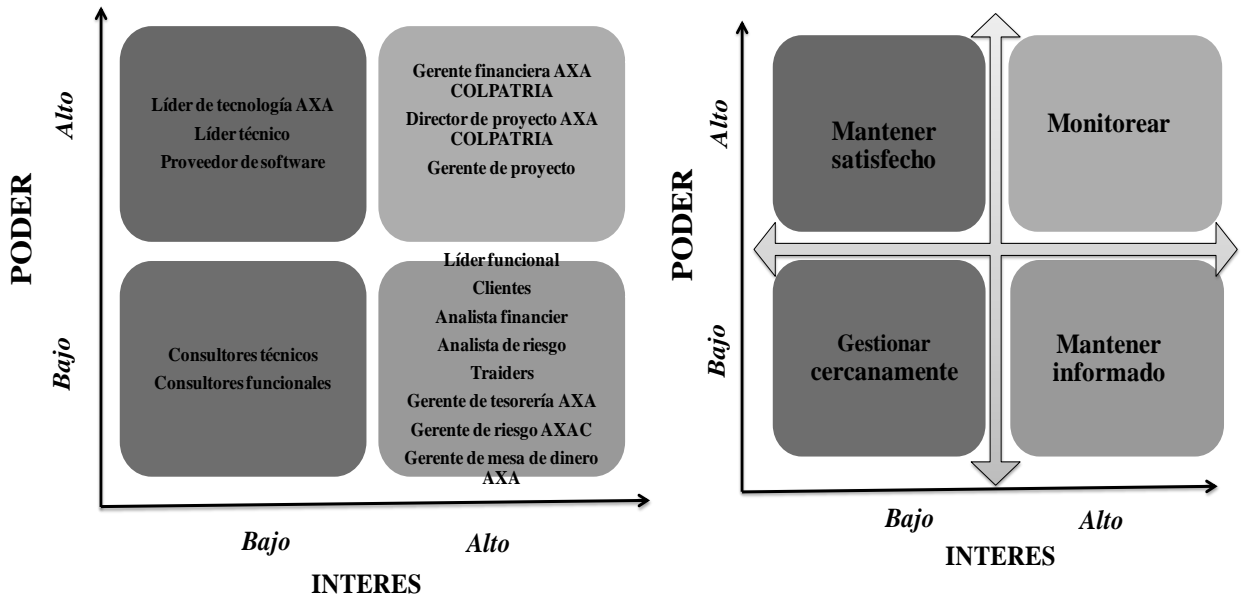 PODER
Alto
Líder de tecnología AXA
Líder técnico
Proveedor de software
Gerente financiera AXA
COLPATRIA
Director de proyecto AXA
COLPATRIA
Gerente de proyecto
Bajo
Consultores técnicos
Consultores funcionales
Líder funcional
Clientes
Analista financier
Analista de riesgo
Traiders
Gerente de tesorería AXA
Gerente de riesgo AXAC
Gerente de mesa de dinero
AXA
Bajo
Alto
INTERES
PODER
Alto
Mantener
satisfecho
Monitorear
Bajo
Gestionar
cercanamente
Mantener
informado
Bajo
Alto
INTERES